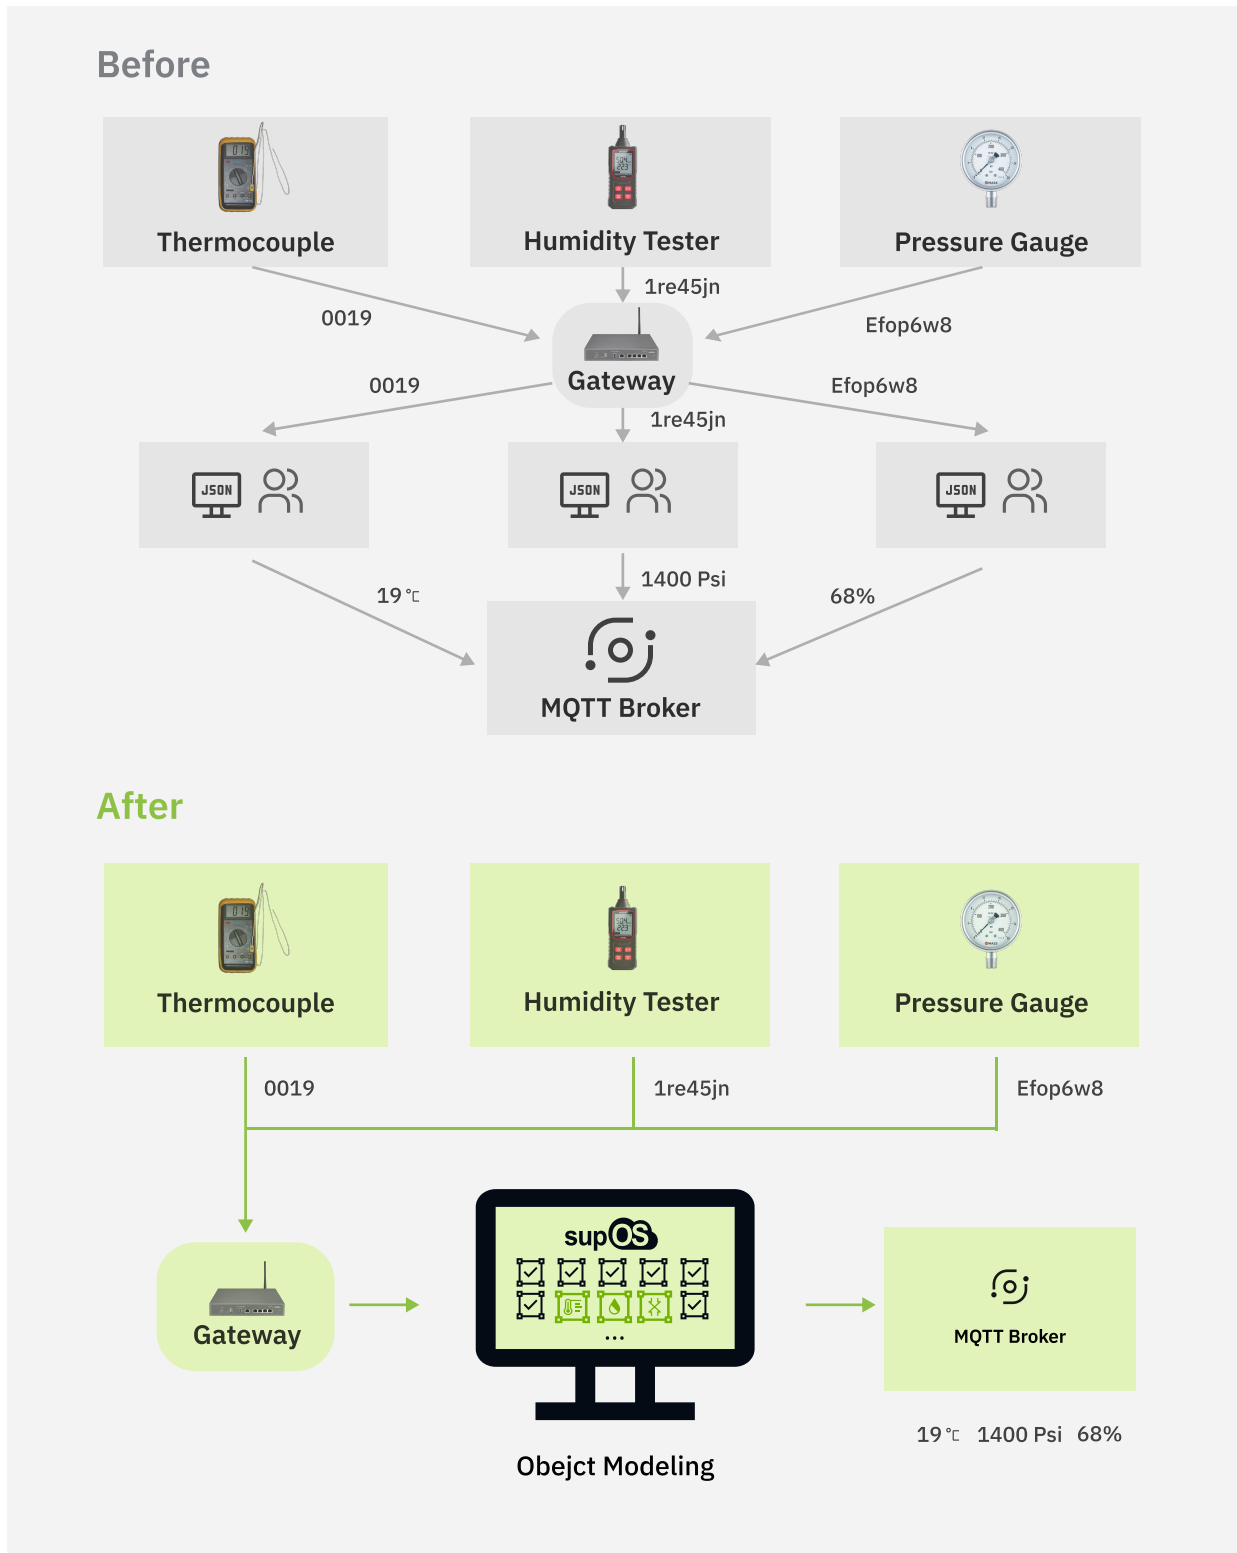 Before
Thermocouple
Humidity Tester
Pressure Gauge
0019
1re45jn
Efop6w8
Gateway
0019
1re45jn
Efop6w8
JSON
JSON
JSON
19℃
1400 Psi
68%
MQTT Broker
After
Thermocouple
Humidity Tester
Pressure Gauge
0019
1re45jn
Efop6w8
supOS
...
Gateway
MQTT Broker
19℃ 1400 Psi 68%
Obejct Modeling